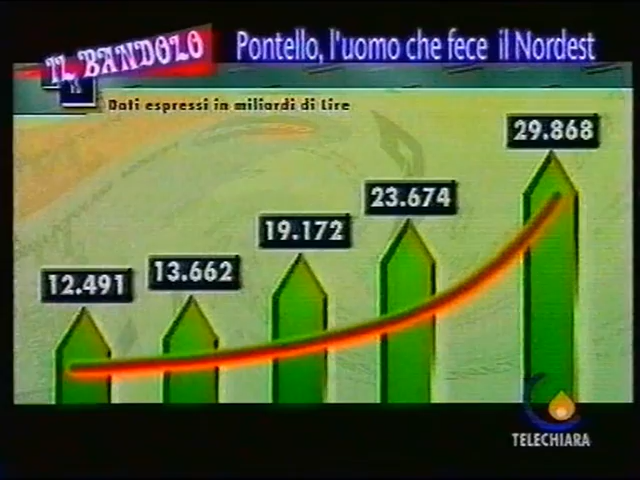 IL BANDOLO
Pontello, l'uomo che fece il Nordest
Dati espressi in miliardi di Lire
12.491
13.662
19.172
23.674
29.868
TELECHIARA